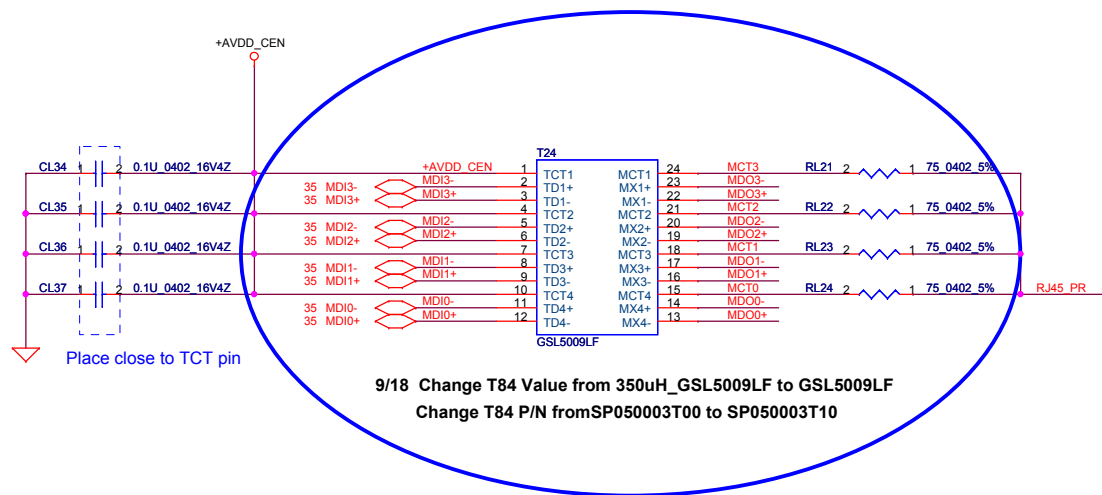 +AVDD_CEN
T24
CL34 1 2 0.1U_0402_16V4Z +AVDD_CEN 1 TCT1 MCT1 24 MCT3 RL21 2 1 75_0402_5%
35 MDI3- MDI3- 2 TD1+ MX1+ 23 MDO3-
35 MDI3+ MDI3+ 3 TD1- MX1- 22 MDO3+
CL35 1 2 0.1U_0402_16V4Z 4 TCT2 MCT2 21 MCT2 RL22 2 1 75_0402_5%
35 MDI2- MDI2- 5 TD2+ MX2+ 20 MDO2-
35 MDI2+ MDI2+ 6 TD2- MX2- 19 MDO2+
CL36 1 2 0.1U_0402_16V4Z 7 TCT3 MCT3 18 MCT1 RL23 2 1 75_0402_5%
35 MDI1- MDI1- 8 TD3+ MX3+ 17 MDO1-
35 MDI1+ MDI1+ 9 TD3- MX3- 16 MDO1+
CL37 1 2 0.1U_0402_16V4Z 10 TCT4 MCT4 15 MCT0 RL24 2 1 75_0402_5% RJ45_PR
35 MDI0- MDI0- 11 TD4+ MX4+ 14 MDO0-
35 MDI0+ MDI0+ 12 TD4- MX4- 13 MDO0+
GSL5009LF
Place close to TCT pin
9/18 Change T84 Value from 350uH_GSL5009LF to GSL5009LF
Change T84 P/N fromSP050003T00 to SP050003T10